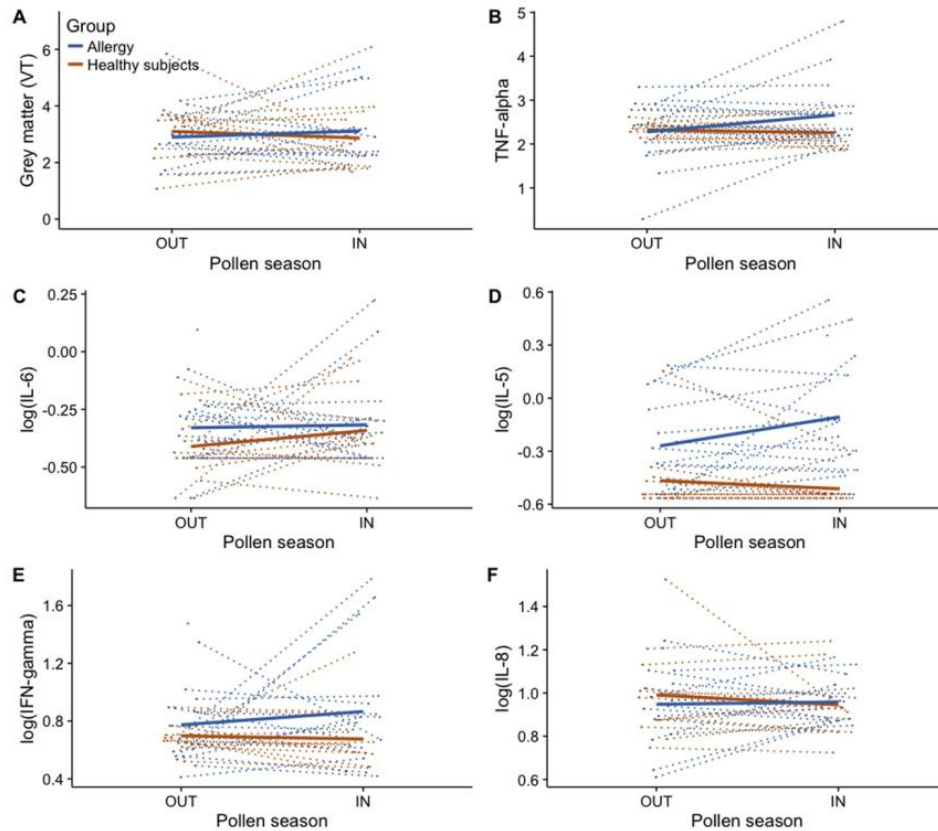 A
Group
Allergy
Healthy subjects
Grey matter (VT)
6
4
2
0
OUT
IN
Pollen season
B
TNF-alpha
5
4
3
2
1
OUT
IN
Pollen season
C
log(IL-6)
0.25
0.00
-0.25
-0.50
OUT
IN
Pollen season
D
log(IL-5)
0.6
0.3
0.0
-0.3
-0.6
OUT
IN
Pollen season
E
log(IFN-gamma)
1.6
1.2
0.8
0.4
OUT
IN
Pollen season
F
log(IL-8)
1.4
1.2
1.0
0.8
0.6
OUT
IN
Pollen season